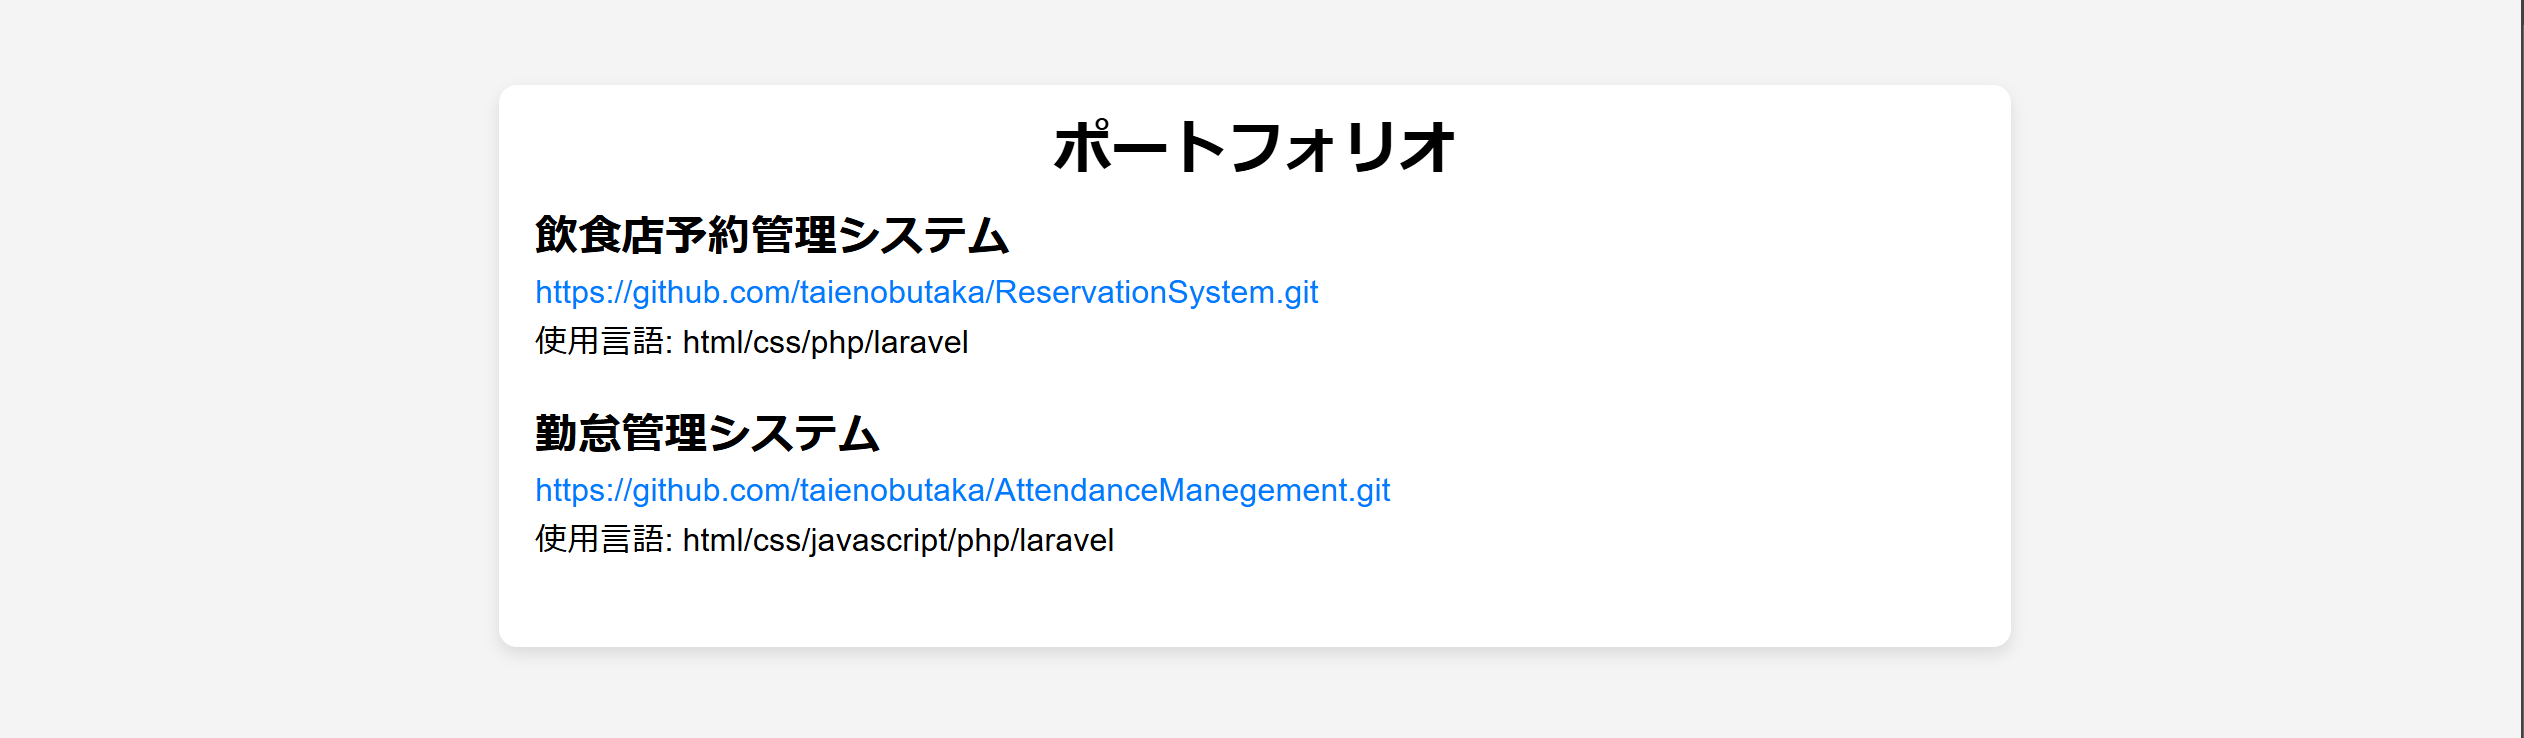 ポートフォリオ
飲食店予約管理システム
https://github.com/taienobutaka/ReservationSystem.git
使用言語: html/css/php/laravel
勤怠管理システム
https://github.com/taienobutaka/AttendanceManegement.git
使用言語: html/css/javascript/php/laravel